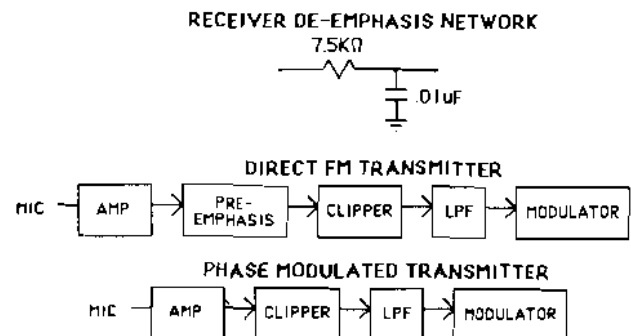 RECEIVER DE-EMPHASIS NETWORK
7.5KΩ
.01uF
DIRECT FM TRANSMITTER
MIC AMP PRE-EMPHASIS CLIPPER LPF MODULATOR
PHASE MODULATED TRANSMITTER
MIC AMP CLIPPER LPF MODULATOR